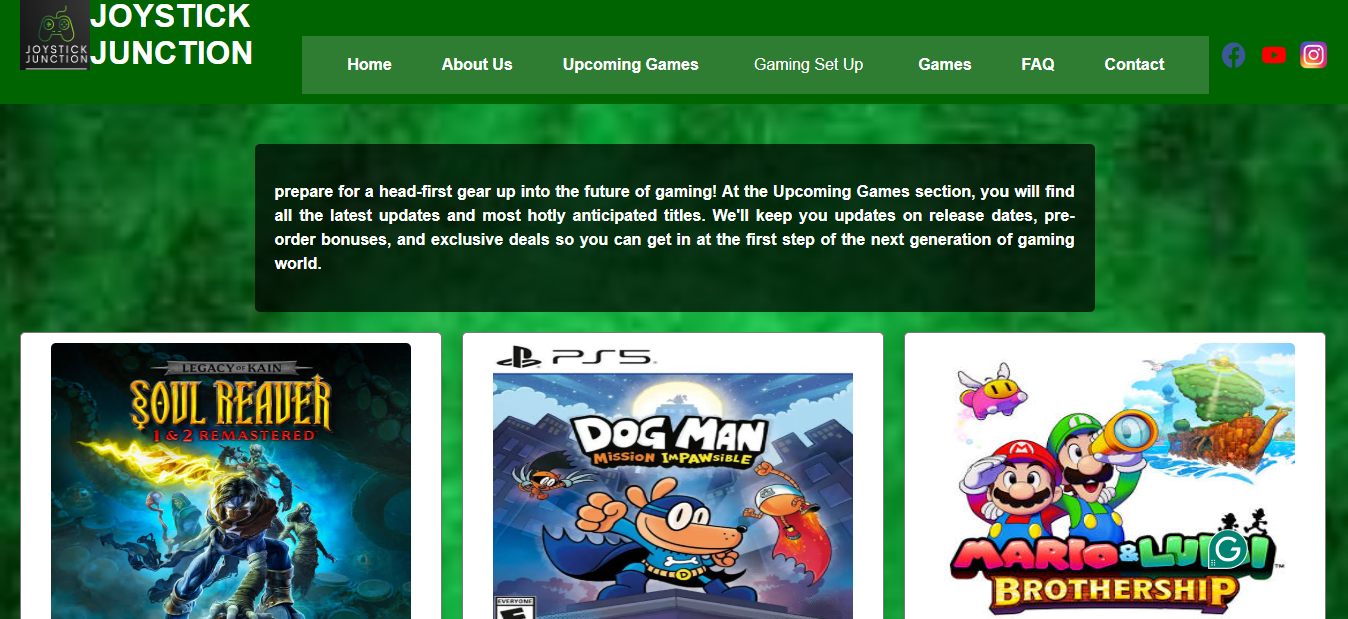 JOYSTICK
JUNCTION
JOYSTICK
JUNCTION
Home About Us Upcoming Games Gaming Set Up Games FAQ Contact
prepare for a head-first gear up into the future of gaming! At the Upcoming Games section, you will find
all the latest updates and most hotly anticipated titles. We'll keep you updates on release dates, pre-
order bonuses, and exclusive deals so you can get in at the first step of the next generation of gaming
world.
LEGACY OF KAIN
SOUL REAVER
1 & 2 REMASTERED
PS5
DOG MAN
MISSION IMPAWSIBLE
EVERYONE
E
MARIO & LUIGI
BROTHERSHIP